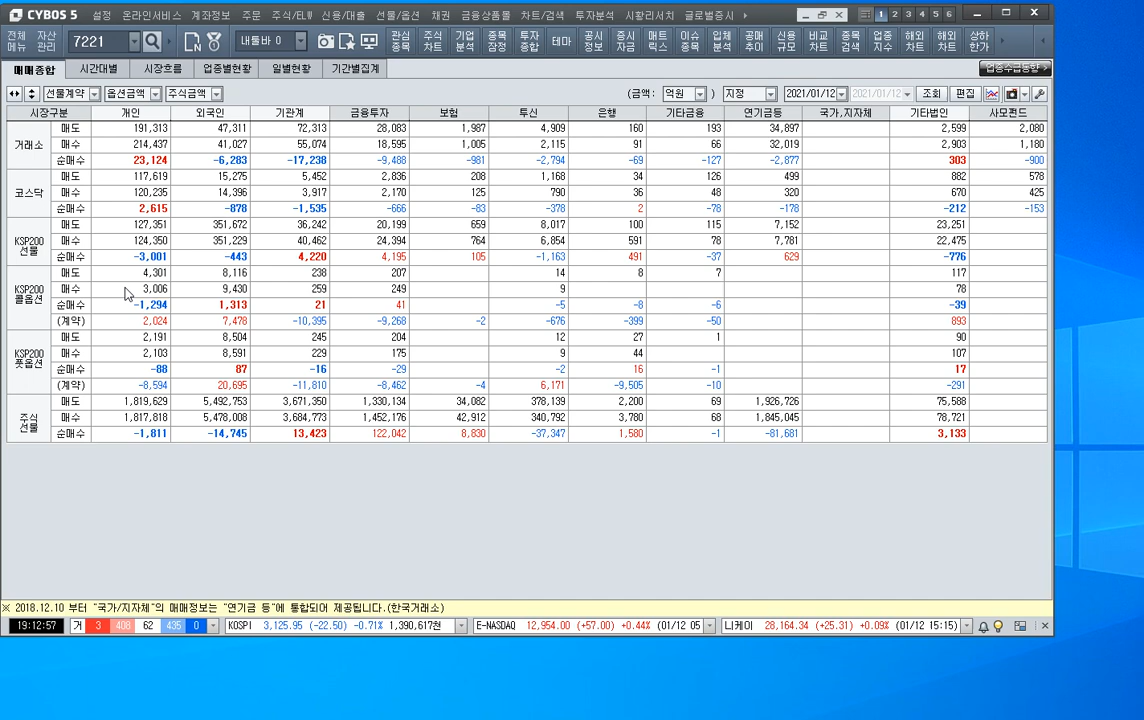 CYBOS 5 설정 온라인서비스 계좌정보 주문 주식/ELW 신용/대출 선물/옵션 채권 금융상품몰 차트/검색 투자분석 시황리서치 글로벌증시 1 2 3 4 5 6
전체메뉴 자산관리 7221 내툴바 0 관심종목 주식차트 기업분석 종목잠정 투자종합 테마 공시정보 증시자금 매트릭스 이슈종목 입체분석 공매추이 신용규모 비교차트 종목검색 업종지수 해외차트 해외차트 상하한가
매매종합 시간대별 시장흐름 업종별현황 일별현황 기간별집계 업종수급동향
선물계약 옵션금액 주식금액 (금액: 억원 ) 지정 2021/01/12 2021/01/12 조회 편집
시장구분 개인 외국인 기관계 금융투자 보험 투신 은행 기타금융 연기금등 국가,지자체 기타법인 사모펀드
거래소 매도 191,313 47,311 72,313 28,083 1,987 4,909 160 193 34,897 2,599 2,080
매수 214,437 41,027 55,074 18,595 1,005 2,115 91 66 32,019 2,903 1,180
순매수 23,124 -6,283 -17,238 -9,488 -981 -2,794 -69 -127 -2,877 303 -900
코스닥 매도 117,619 15,275 5,452 2,836 208 1,168 34 126 499 882 578
매수 120,235 14,396 3,917 2,170 125 790 36 48 320 670 425
순매수 2,615 -878 -1,535 -666 -83 -378 2 -78 -178 -212 -153
KSP200 선물 매도 127,351 351,672 36,242 20,199 659 8,017 100 115 7,152 23,251
매수 124,350 351,229 40,462 24,394 764 6,854 591 78 7,781 22,475
순매수 -3,001 -443 4,220 4,195 105 -1,163 491 -37 629 -776
KSP200 콜옵션 매도 4,301 8,116 238 207 14 8 7 117
매수 3,006 9,430 259 249 9 78
순매수 -1,294 1,313 21 41 -5 -8 -6 -39
(계약) 2,024 7,478 -10,395 -9,268 -2 -676 -399 -50 893
KSP200 풋옵션 매도 2,191 8,504 245 204 12 27 1 90
매수 2,103 8,591 229 175 9 44 107
순매수 -88 87 -16 -29 -2 16 -1 17
(계약) -8,594 20,695 -11,810 -8,462 -4 6,171 -9,505 -10 -291
주식 선물 매도 1,819,629 5,492,753 3,671,350 1,330,134 34,082 378,139 2,200 69 1,926,726 75,588
매수 1,817,818 5,478,008 3,684,773 1,452,176 42,912 340,792 3,780 68 1,845,045 78,721
순매수 -1,811 -14,745 13,423 122,042 8,830 -37,347 1,580 -1 -81,681 3,133
※ 2018.12.10 부터 "국가/지자체"의 매매정보는 "연기금 등"에 통합되어 제공됩니다.(한국거래소)
19:12:57 거 3 408 62 435 0 KOSPI 3,125.95 (-22.50) -0.71% 1,390,617천 E-NASDAQ 12,954.00 (+57.00) +0.44% (01/12 05 니케이 28,164.34 (+25.31) +0.09% (01/12 15:15)